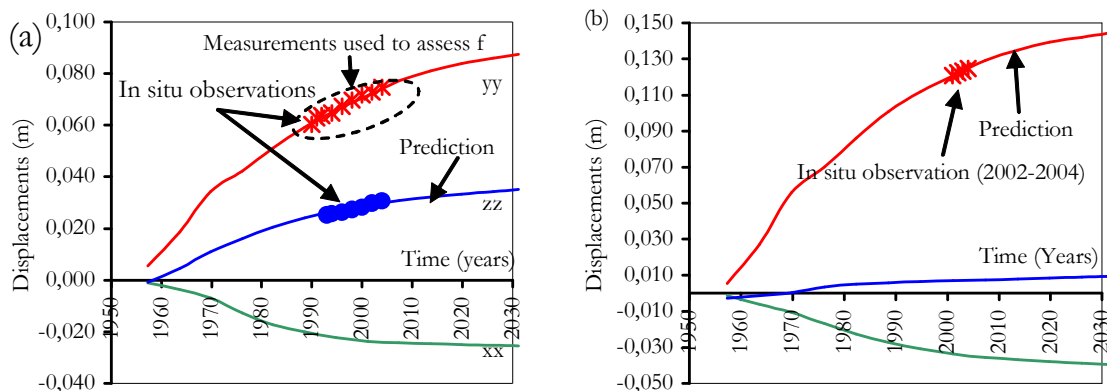 (a)
Displacements (m)
0,100
0,080
0,060
0,040
0,020
0,000
-0,020
-0,040
Measurements used to assess f
In situ observations
yy
Prediction
zz
Time (years)
xx
1950
1960
1970
1980
1990
2000
2010
2020
2030
(b)
Displacements (m)
0,150
0,130
0,110
0,090
0,070
0,050
0,030
0,010
-0,010
-0,030
-0,050
Prediction
In situ observation (2002-2004)
Time (Years)
1950
1960
1970
1980
1990
2000
2010
2020
2030